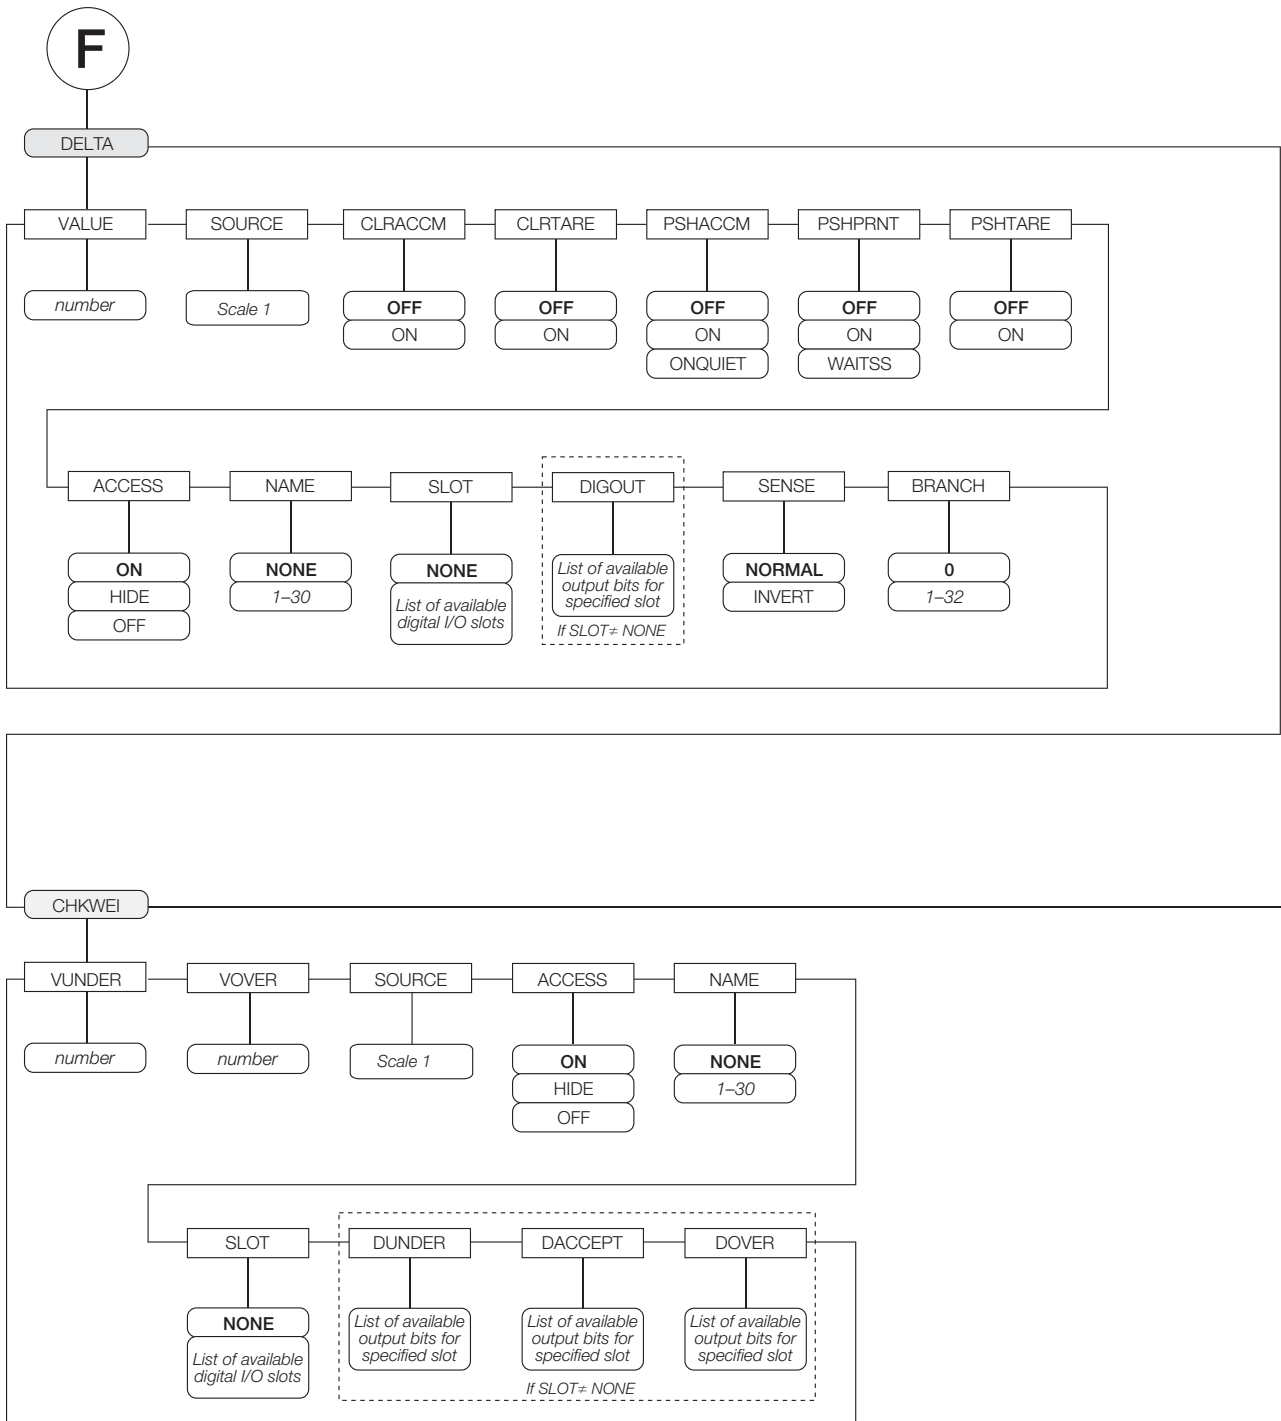 F
DELTA
VALUE SOURCE CLRACCM CLRTARE PSHACCM PSHPRNT PSHTARE
number Scale 1 OFF OFF OFF OFF OFF
ON ON ON ON ON
ONQUIET WAITSS
ACCESS NAME SLOT DIGOUT SENSE BRANCH
ON NONE NONE List of available NORMAL 0
HIDE 1–30 List of available output bits for INVERT 1–32
OFF digital I/O slots specified slot
If SLOT≠ NONE
CHKWEI
VUNDER VOVER SOURCE ACCESS NAME
number number Scale 1 ON NONE
HIDE 1–30
OFF
SLOT DUNDER DACCEPT DOVER
NONE List of available List of available List of available
List of available output bits for output bits for output bits for
digital I/O slots specified slot specified slot specified slot
If SLOT≠ NONE